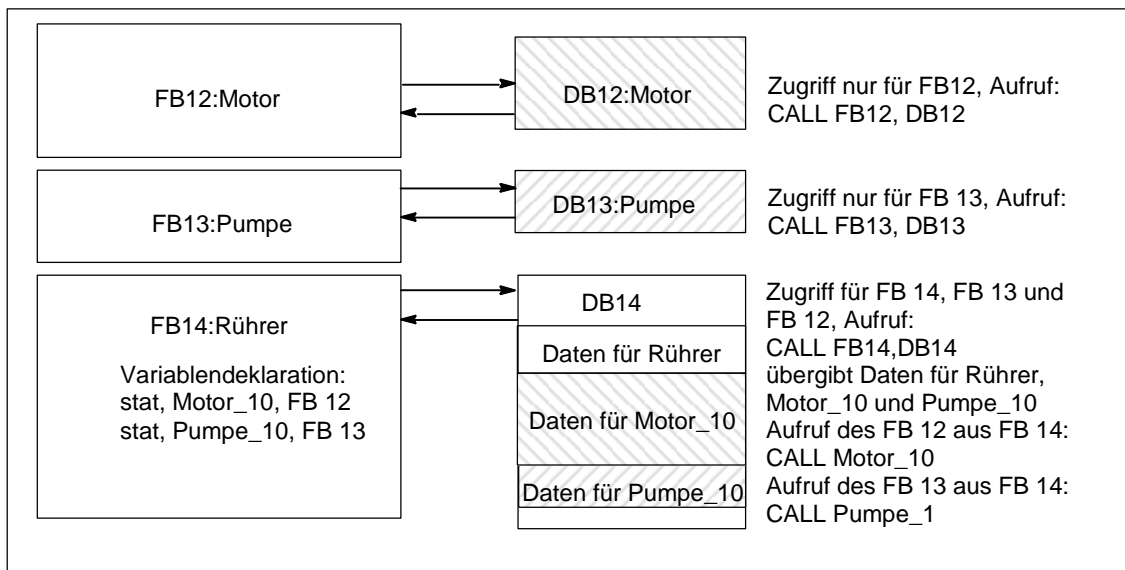 FB12:Motor
DB12:Motor
Zugriff nur für FB12, Aufruf:
CALL FB12, DB12
FB13:Pumpe
DB13:Pumpe
Zugriff nur für FB 13, Aufruf:
CALL FB13, DB13
FB14:Rührer
Variablendeklaration:
stat, Motor_10, FB 12
stat, Pumpe_10, FB 13
DB14
Daten für Rührer
Daten für Motor_10
Daten für Pumpe_10
Zugriff für FB 14, FB 13 und
FB 12, Aufruf:
CALL FB14,DB14
übergibt Daten für Rührer,
Motor_10 und Pumpe_10
Aufruf des FB 12 aus FB 14:
CALL Motor_10
Aufruf des FB 13 aus FB 14:
CALL Pumpe_1